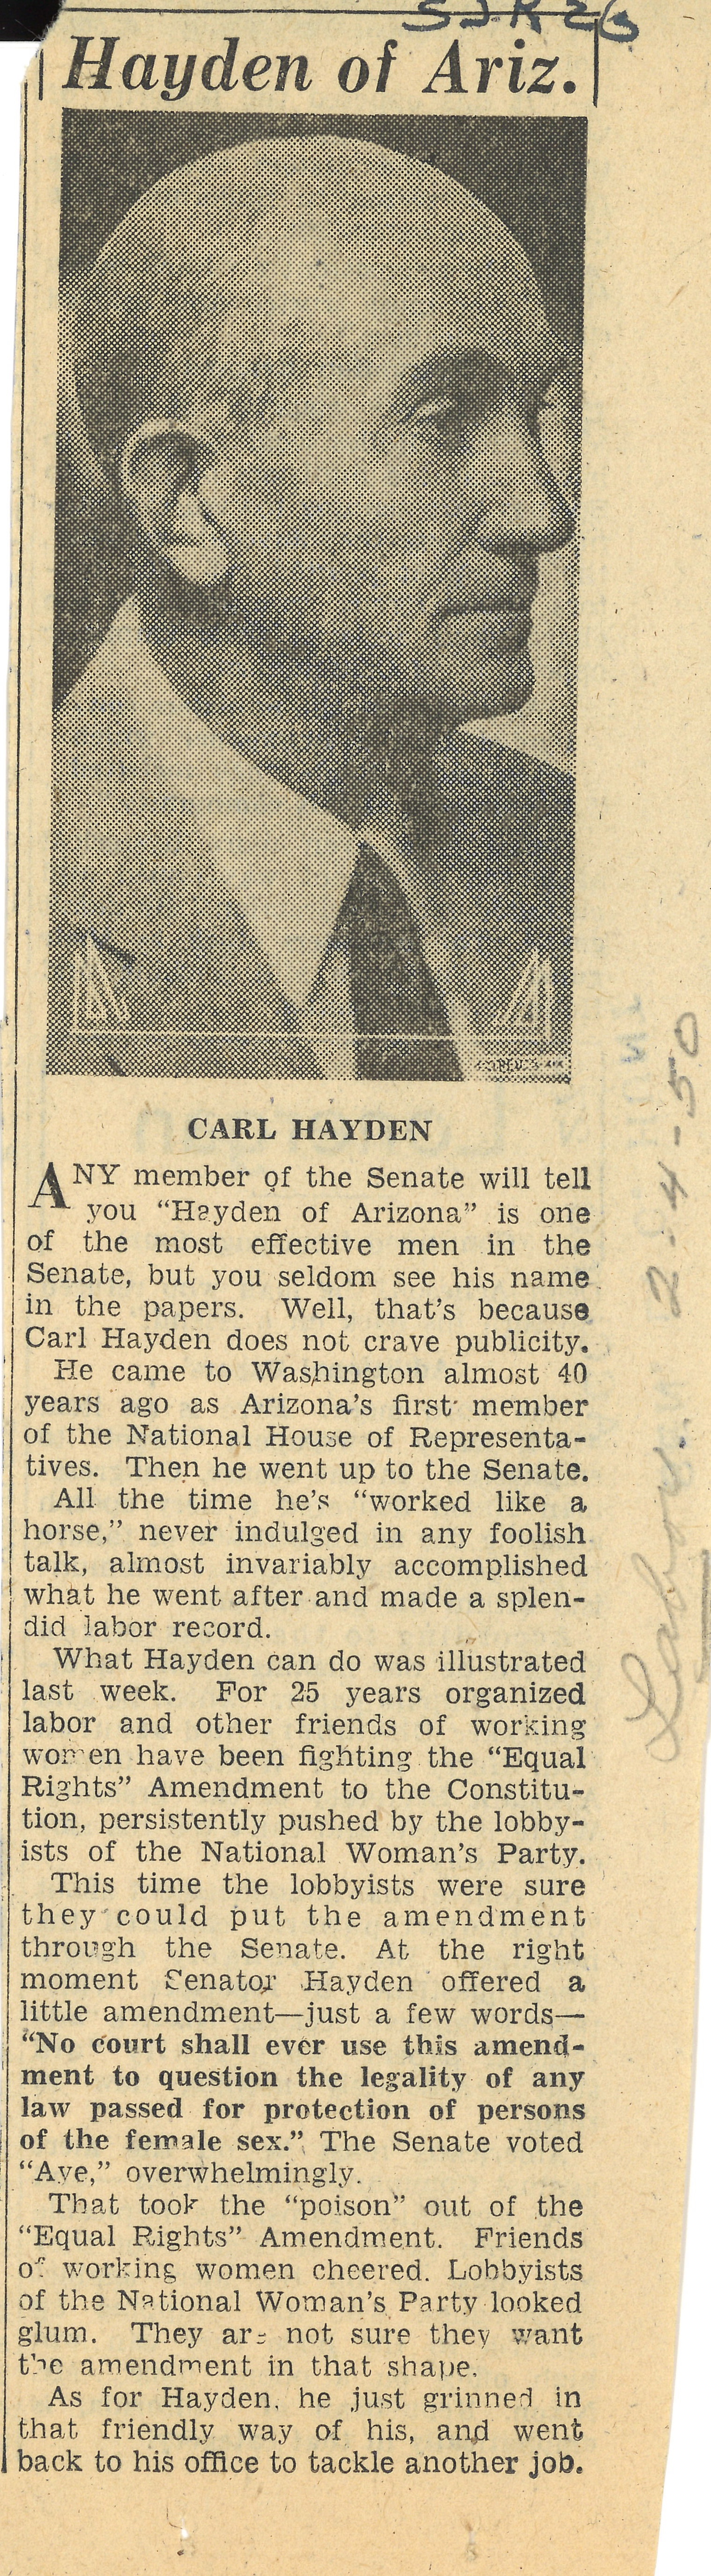 SJR 25
Hayden of Ariz.
CARL HAYDEN
ANY member of the Senate will tell
you “Hayden of Arizona” is one
of the most effective men in the
Senate, but you seldom see his name
in the papers. Well, that's because
Carl Hayden does not crave publicity.
He came to Washington almost 40
years ago as Arizona's first member
of the National House of Representa-
tives. Then he went up to the Senate.
All the time he's “worked like a
horse,” never indulged in any foolish
talk, almost invariably accomplished
what he went after and made a splen-
did labor record.
What Hayden can do was illustrated
last week. For 25 years organized
labor and other friends of working
women have been fighting the “Equal
Rights” Amendment to the Constitu-
tion, persistently pushed by the lobby-
ists of the National Woman's Party.
This time the lobbyists were sure
they could put the amendment
through the Senate. At the right
moment Senator Hayden offered a
little amendment—just a few words—
“No court shall ever use this amend-
ment to question the legality of any
law passed for protection of persons
of the female sex.” The Senate voted
“Aye,” overwhelmingly.
That took the “poison” out of the
“Equal Rights” Amendment. Friends
of working women cheered. Lobbyists
of the National Woman's Party looked
glum. They are not sure they want
the amendment in that shape.
As for Hayden, he just grinned in
that friendly way of his, and went
back to his office to tackle another job.
Labor. 2-4-50